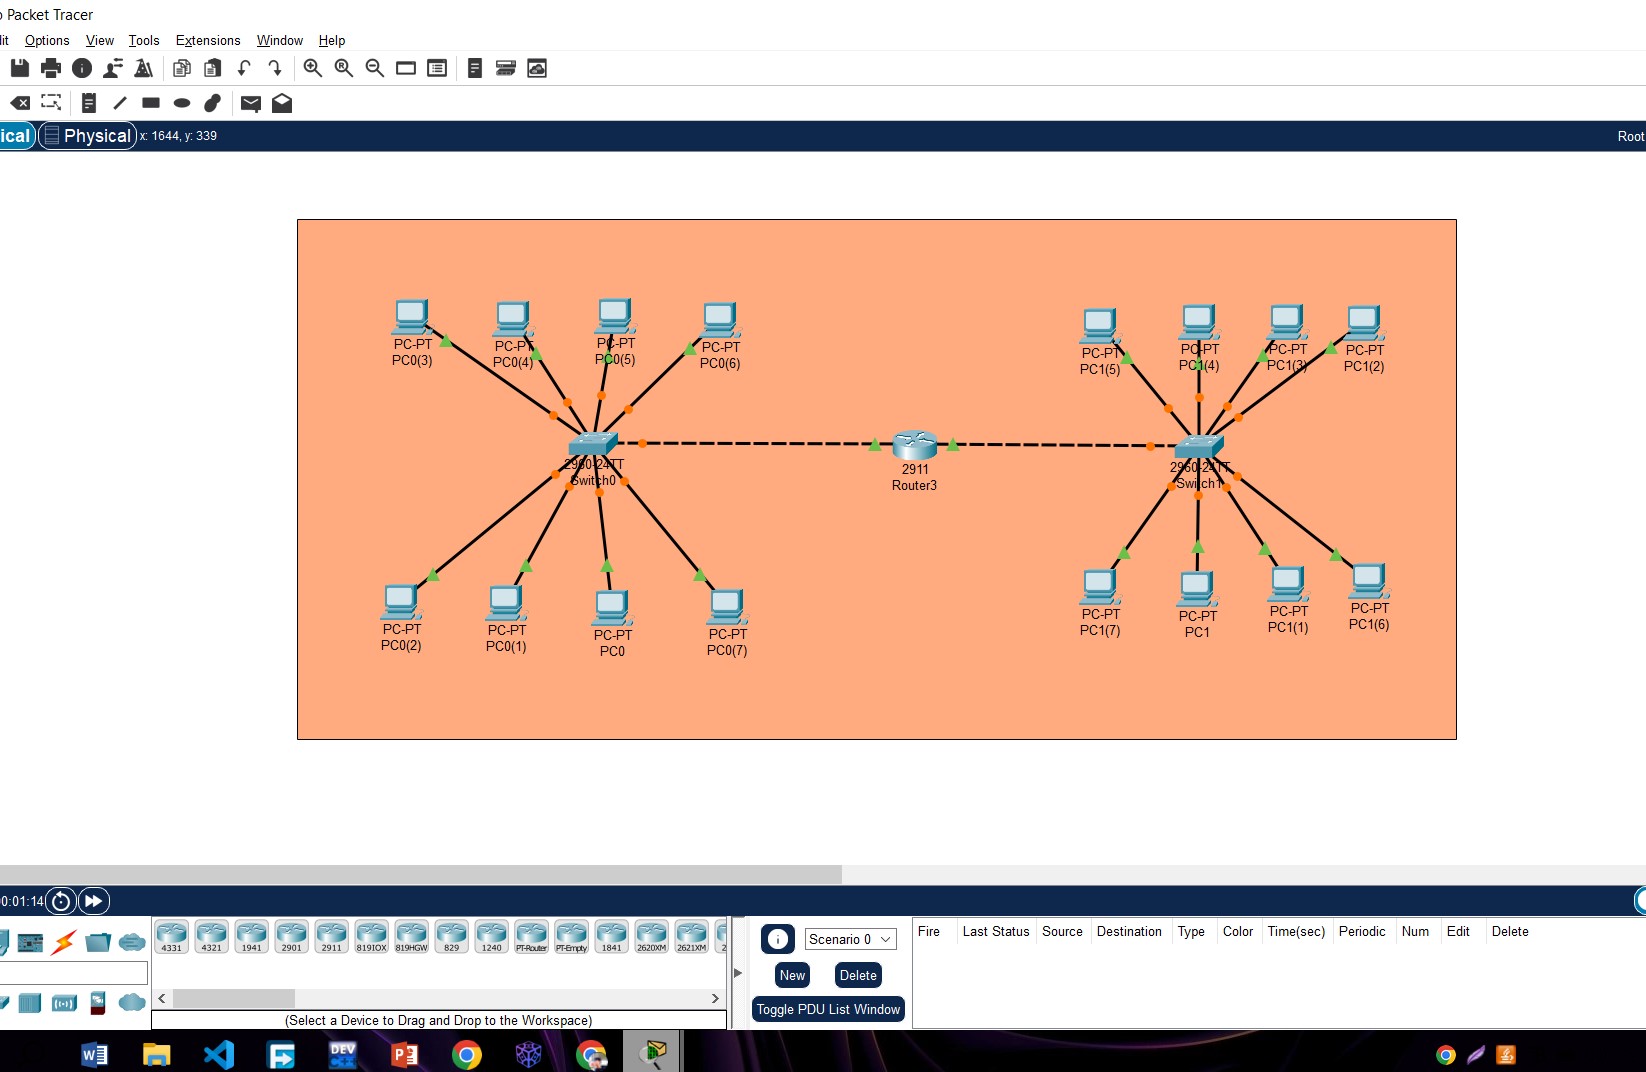 Packet Tracer
Options View Tools Extensions Window Help
ical Physical x: 1644, y: 339 Root
PC-PT
PC0(3)
PC-PT
PC0(4)
PC-PT
PC0(5)
PC-PT
PC0(6)
PC-PT
PC1(5)
PC-PT
PC1(4)
PC-PT
PC1(3)
PC-PT
PC1(2)
2960-24TT
Switch0
2911
Router3
2960-24TT
Switch1
PC-PT
PC0(2)
PC-PT
PC0(1)
PC-PT
PC0
PC-PT
PC0(7)
PC-PT
PC1(7)
PC-PT
PC1
PC-PT
PC1(1)
PC-PT
PC1(6)
0:01:14
4331 4321 1941 2901 2911 819IOX 819HGW 829 1240 PT-Router PT-Empty 1841 2620XM 2621XM 2
(Select a Device to Drag and Drop to the Workspace)
Scenario 0
New Delete
Toggle PDU List Window
Fire Last Status Source Destination Type Color Time(sec) Periodic Num Edit Delete
DEV